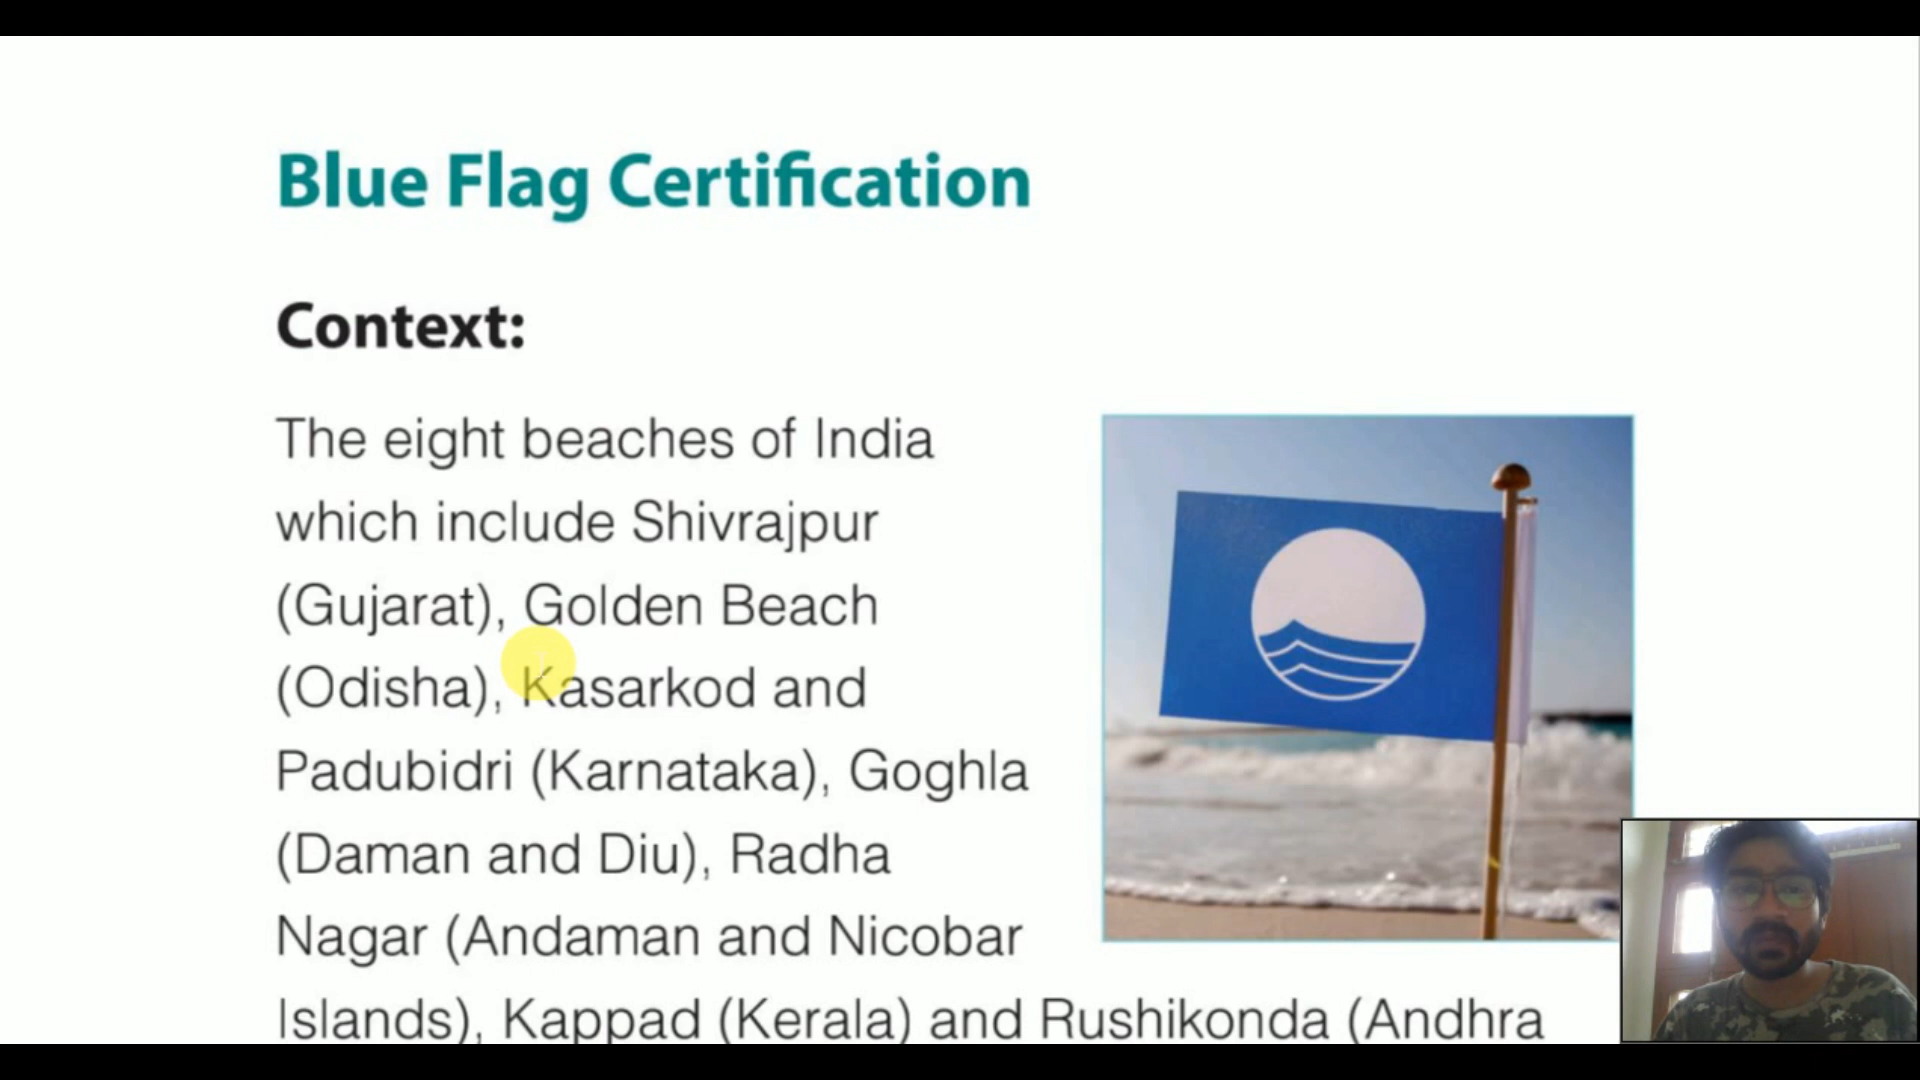 Blue Flag Certification
Context:
The eight beaches of India
which include Shivrajpur
(Gujarat), Golden Beach
(Odisha), Kasarkod and
Padubidri (Karnataka), Goghla
(Daman and Diu), Radha
Nagar (Andaman and Nicobar
Islands), Kappad (Kerala) and Rushikonda (Andhra